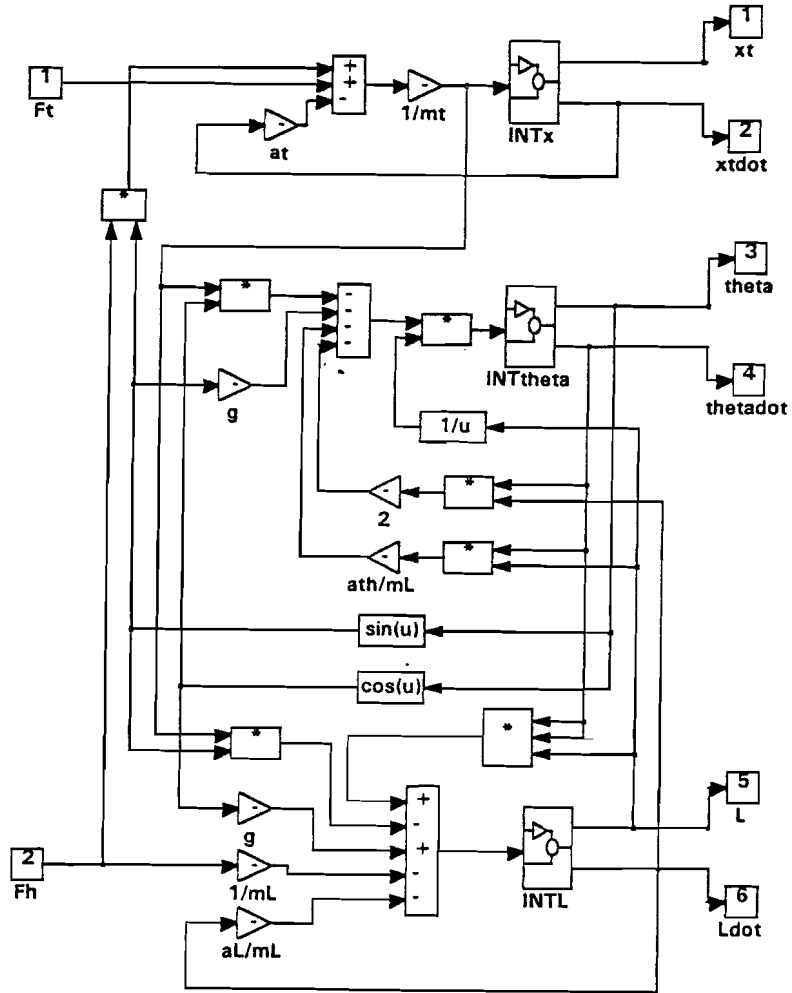 1
xt
1
Ft
+
+
-
-
1/mt
INTx
-
at
2
xtdot
*
3
theta
*
-
-
-
-
*
INTtheta
-
g
4
thetadot
1/u
-
2
*
-
ath/mL
*
sin(u)
cos(u)
*
*
5
L
-
g
+
-
+
-
-
INTL
2
Fh
-
1/mL
6
Ldot
-
aL/mL